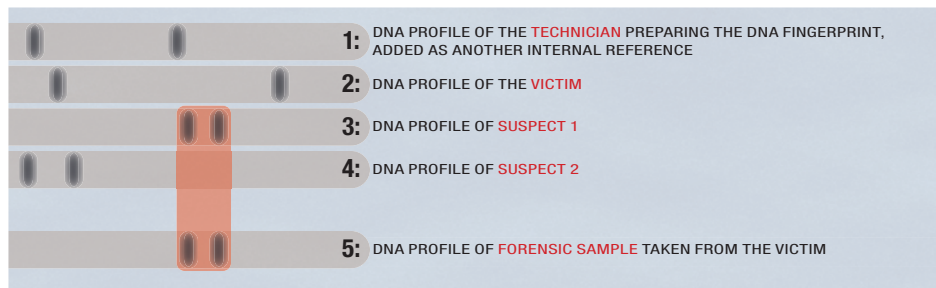 1: DNA PROFILE OF THE TECHNICIAN PREPARING THE DNA FINGERPRINT,
ADDED AS ANOTHER INTERNAL REFERENCE
2: DNA PROFILE OF THE VICTIM
3: DNA PROFILE OF SUSPECT 1
4: DNA PROFILE OF SUSPECT 2
5: DNA PROFILE OF FORENSIC SAMPLE TAKEN FROM THE VICTIM